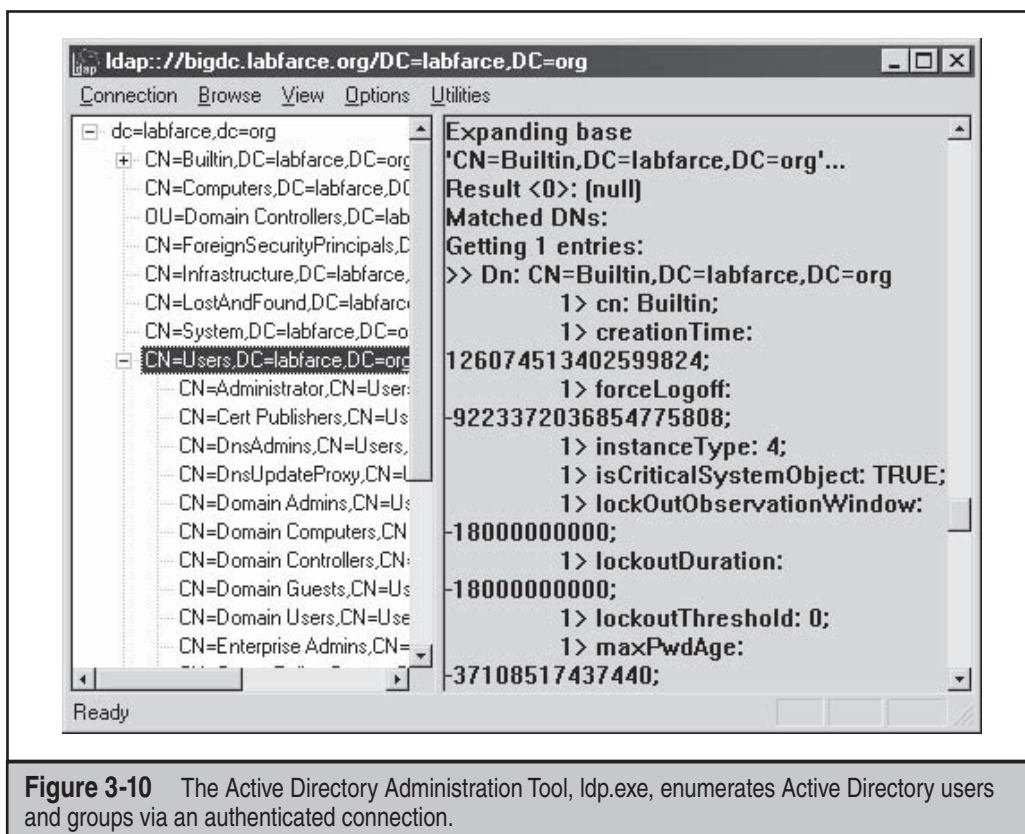 ldap
ldap:://bigdc.labfarce.org/DC=labfarce,DC=org
Connection Browse View Options Utilities
dc=labfarce,dc=org
CN=Builtin,DC=labfarce,DC=org
CN=Computers,DC=labfarce,DC
OU=Domain Controllers,DC=lab
CN=ForeignSecurityPrincipals,D
CN=Infrastructure,DC=labfarce,
CN=LostAndFound,DC=labfarc
CN=System,DC=labfarce,DC=o
CN=Users,DC=labfarce,DC=org
CN=Administrator,CN=User
CN=Cert Publishers,CN=Us
CN=DnsAdmins,CN=Users,
CN=DnsUpdateProxy,CN=U
CN=Domain Admins,CN=Us
CN=Domain Computers,CN
CN=Domain Controllers,CN
CN=Domain Guests,CN=Us
CN=Domain Users,CN=Use
CN=Enterprise Admins,CN=
Expanding base
'CN=Builtin,DC=labfarce,DC=org'...
Result <0>: (null)
Matched DNs:
Getting 1 entries:
>> Dn: CN=Builtin,DC=labfarce,DC=org
1> cn: Builtin;
1> creationTime:
126074513402599824;
1> forceLogoff:
-9223372036854775808;
1> instanceType: 4;
1> isCriticalSystemObject: TRUE;
1> lockOutObservationWindow:
-18000000000;
1> lockoutDuration:
-18000000000;
1> lockoutThreshold: 0;
1> maxPwdAge:
-37108517437440;
Ready
Figure 3-10 The Active Directory Administration Tool, ldp.exe, enumerates Active Directory users
and groups via an authenticated connection.